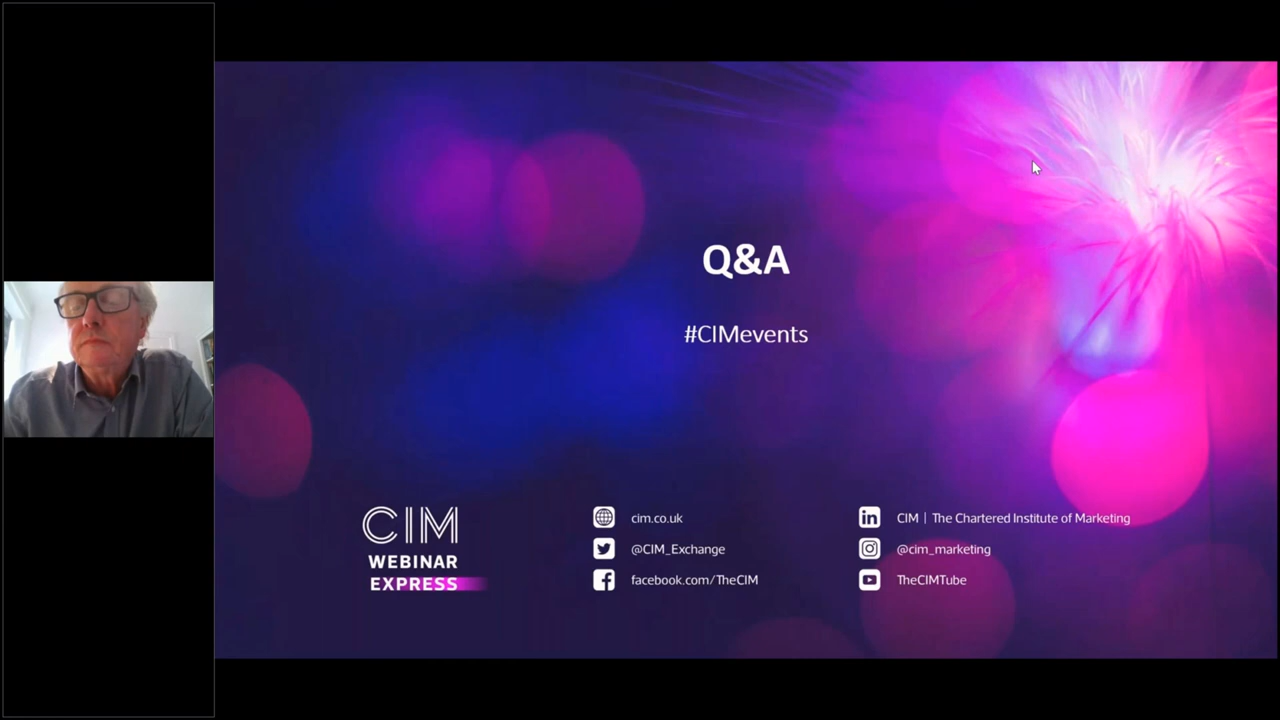 Q&A
#CIMevents
CIM
WEBINAR
EXPRESS
cim.co.uk
@CIM_Exchange
facebook.com/TheCIM
CIM | The Chartered Institute of Marketing
@cim_marketing
TheCIMTube